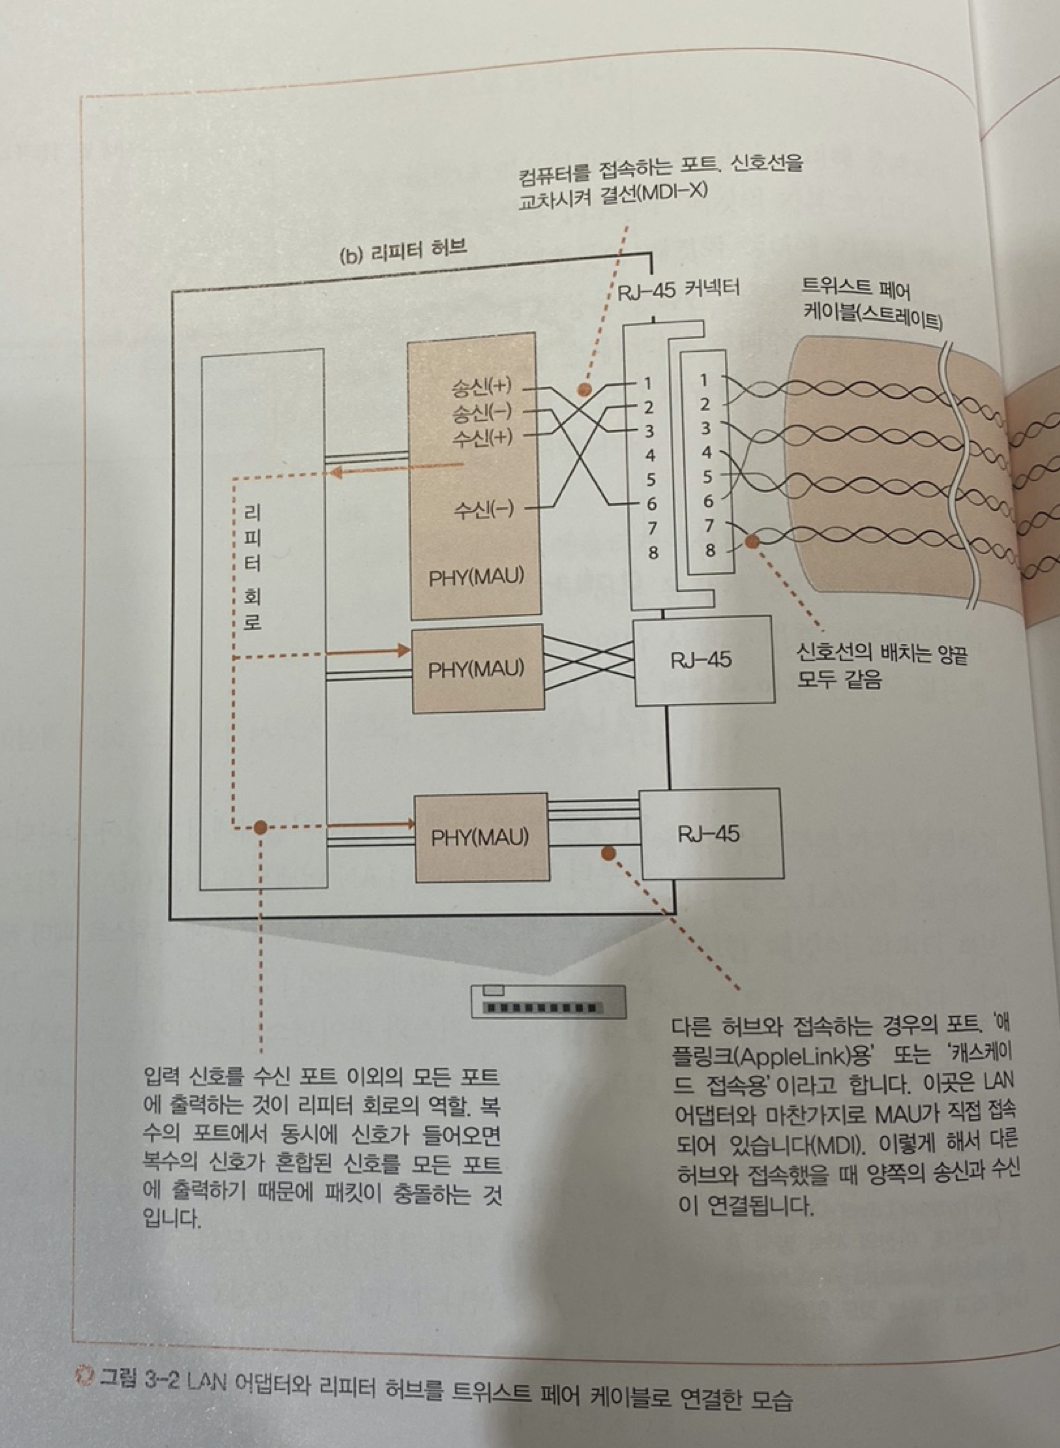 컴퓨터를 접속하는 포트. 신호선을
교차시켜 결선(MDI-X)
(b) 리피터 허브
RJ-45 커넥터
트위스트 페어
케이블(스트레이트)
송신(+)
송신(-)
수신(+)
수신(-)
PHY(MAU)
1
2
3
4
5
6
7
8
1
2
3
4
5
6
7
8
리
피
터
회
로
PHY(MAU)
RJ-45
신호선의 배치는 양끝
모두 같음
PHY(MAU)
RJ-45
입력 신호를 수신 포트 이외의 모든 포트
에 출력하는 것이 리피터 회로의 역할. 복
수의 포트에서 동시에 신호가 들어오면
복수의 신호가 혼합된 신호를 모든 포트
에 출력하기 때문에 패킷이 충돌하는 것
입니다.
다른 허브와 접속하는 경우의 포트. '애
플링크(AppleLink)용' 또는 '캐스케이
드 접속용'이라고 합니다. 이곳은 LAN
어댑터와 마찬가지로 MAU가 직접 접속
되어 있습니다(MDI). 이렇게 해서 다른
허브와 접속했을 때 양쪽의 송신과 수신
이 연결됩니다.
그림 3-2 LAN 어댑터와 리피터 허브를 트위스트 페어 케이블로 연결한 모습